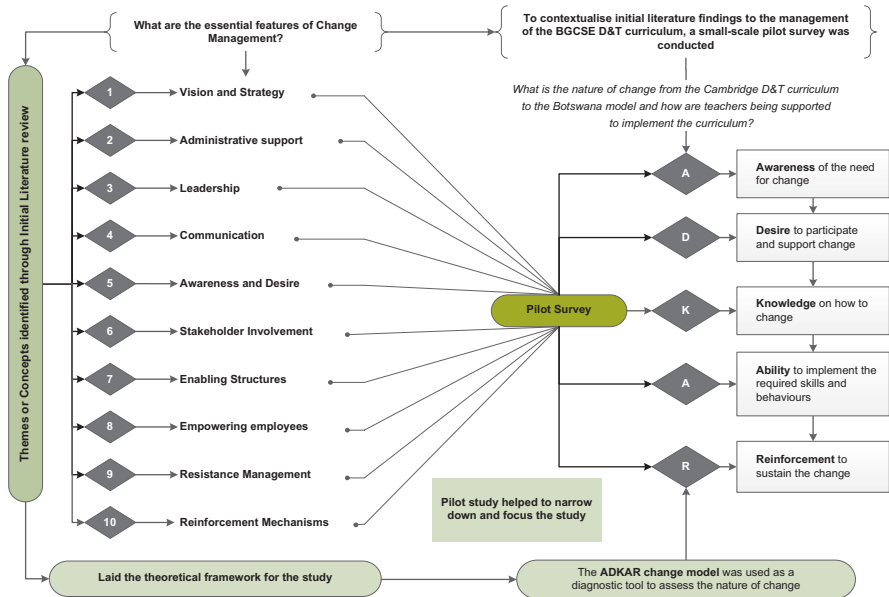 What are the essential features of Change
Management?
To contextualise initial literature findings to the management
of the BGCSE D&T curriculum, a small-scale pilot survey was
conducted
What is the nature of change from the Cambridge D&T curriculum
to the Botswana model and how are teachers being supported
to implement the curriculum?
Themes or Concepts identified through Initial Literature review
1
Vision and Strategy
2
Administrative support
3
Leadership
4
Communication
5
Awareness and Desire
6
Stakeholder Involvement
7
Enabling Structures
8
Empowering employees
9
Resistance Management
10
Reinforcement Mechanisms
Pilot Survey
A
Awareness of the need
for change
D
Desire to participate
and support change
K
Knowledge on how to
change
A
Ability to implement the
required skills and
behaviours
R
Reinforcement to
sustain the change
Pilot study helped to narrow
down and focus the study
Laid the theoretical framework for the study
The ADKAR change model was used as a
diagnostic tool to assess the nature of change